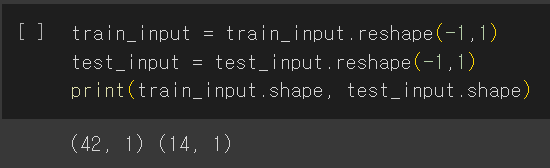 [ ] train_input = train_input.reshape(-1,1)
test_input = test_input.reshape(-1,1)
print(train_input.shape, test_input.shape)
(42, 1) (14, 1)